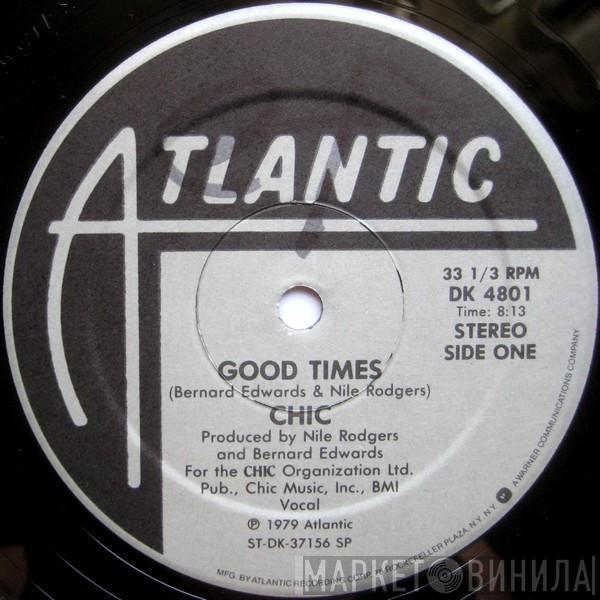 ATLANTIC
33 1/3 RPM
DK 4801
Time: 8:13
STEREO
SIDE ONE
GOOD TIMES
(Bernard Edwards & Nile Rodgers)
CHIC
Produced by Nile Rodgers
and Bernard Edwards
For the CHIC Organization Ltd.
Pub., Chic Music, Inc., BMI
Vocal
℗ 1979 Atlantic
ST-DK-37156 SP
MFG. BY ATLANTIC RECORDING CORP. 75 ROCKEFELLER PLAZA, N.Y. N.Y.
A WARNER COMMUNICATIONS COMPANY
МАРКЕТ ВИНИЛА